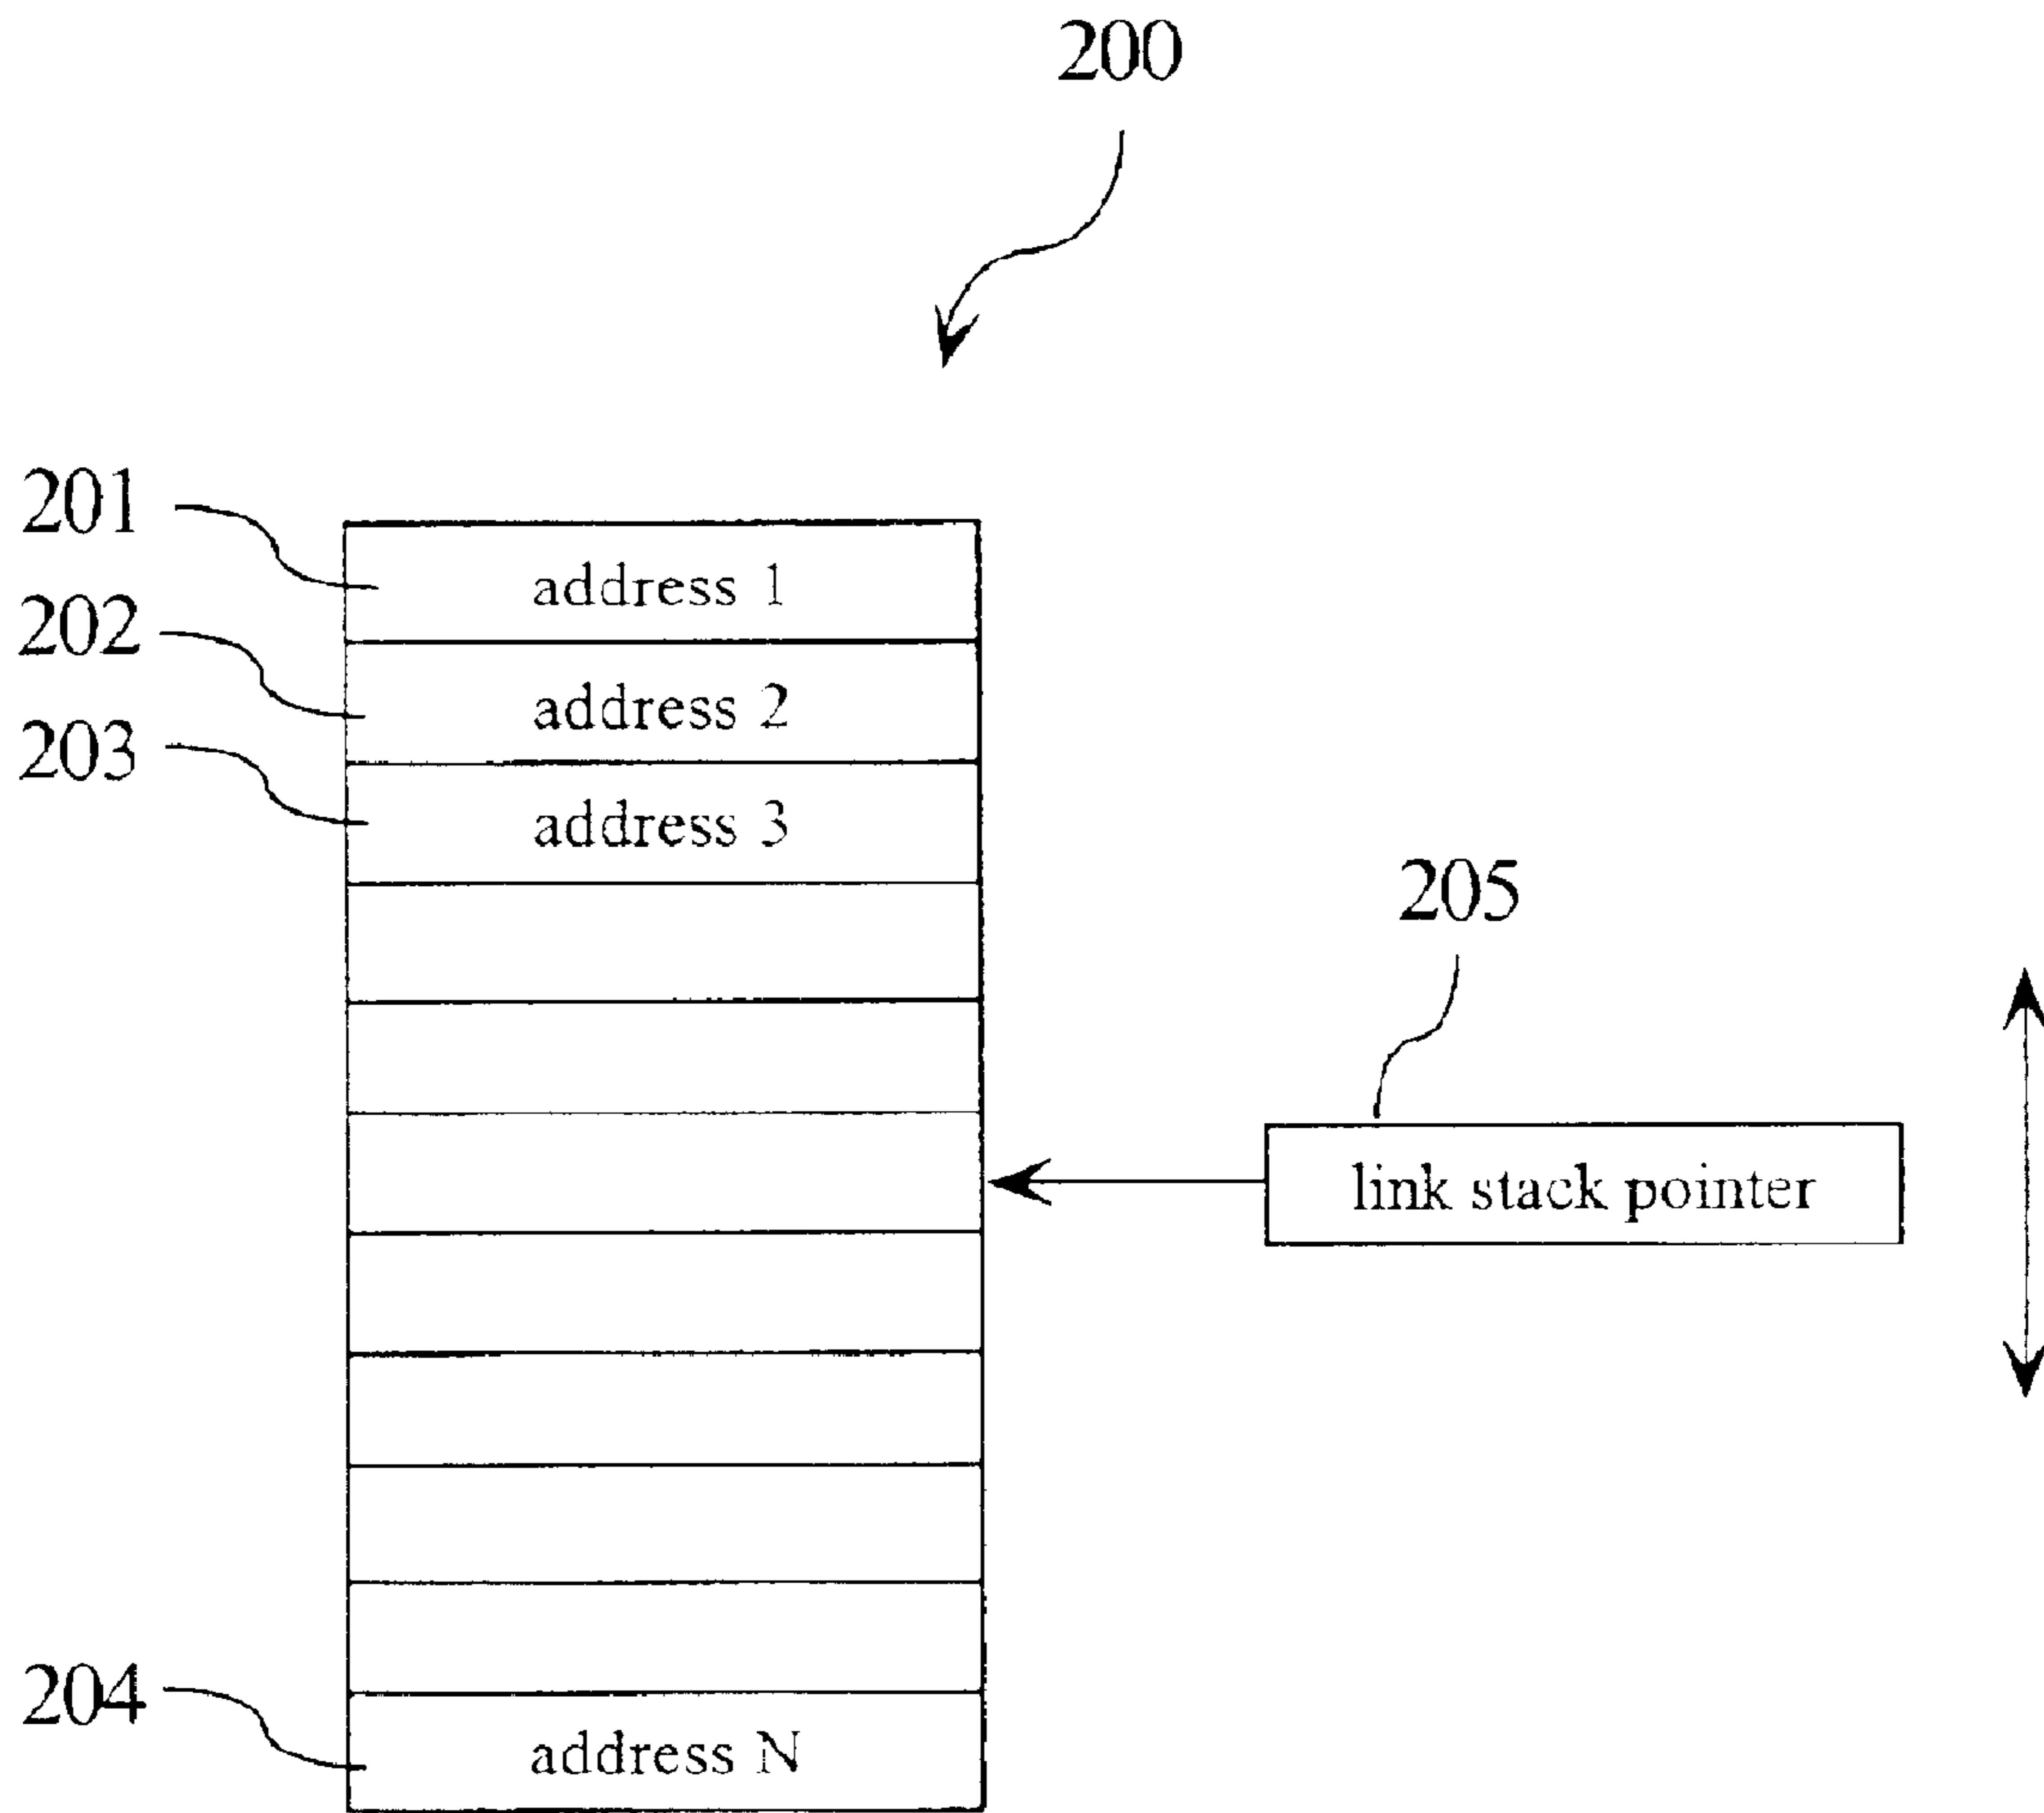 200
201
address 1
202
address 2
203
address 3
205
link stack pointer
204
address N